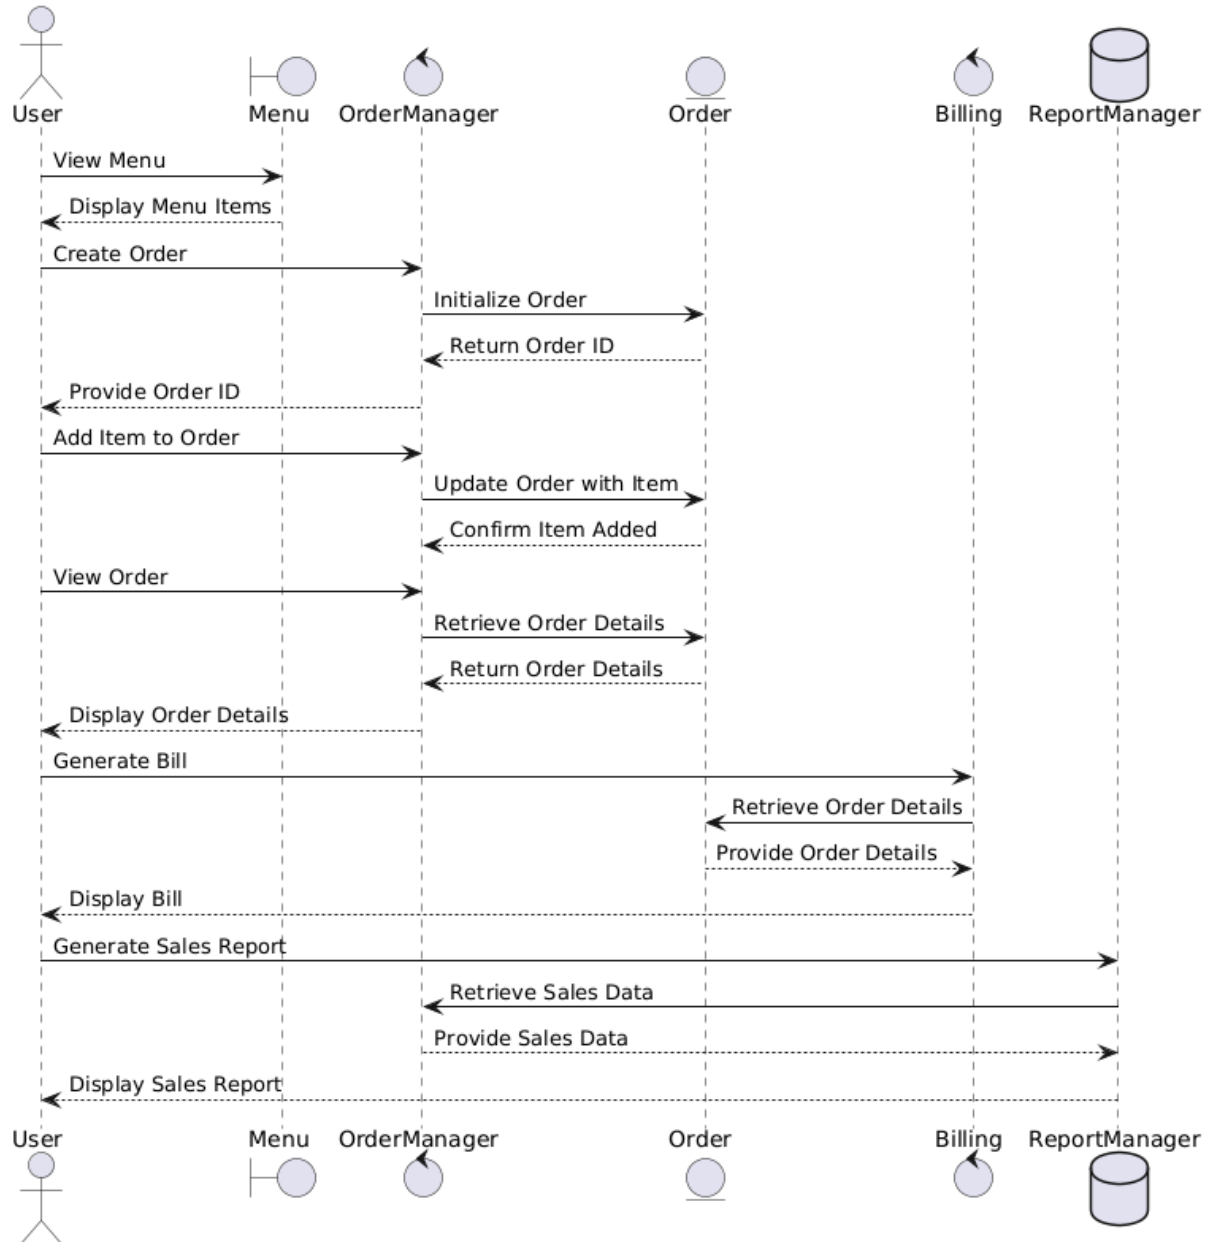 User Menu OrderManager Order Billing ReportManager
View Menu
Display Menu Items
Create Order
Initialize Order
Return Order ID
Provide Order ID
Add Item to Order
Update Order with Item
Confirm Item Added
View Order
Retrieve Order Details
Return Order Details
Display Order Details
Generate Bill
Retrieve Order Details
Provide Order Details
Display Bill
Generate Sales Report
Retrieve Sales Data
Provide Sales Data
Display Sales Report
User Menu OrderManager Order Billing ReportManager